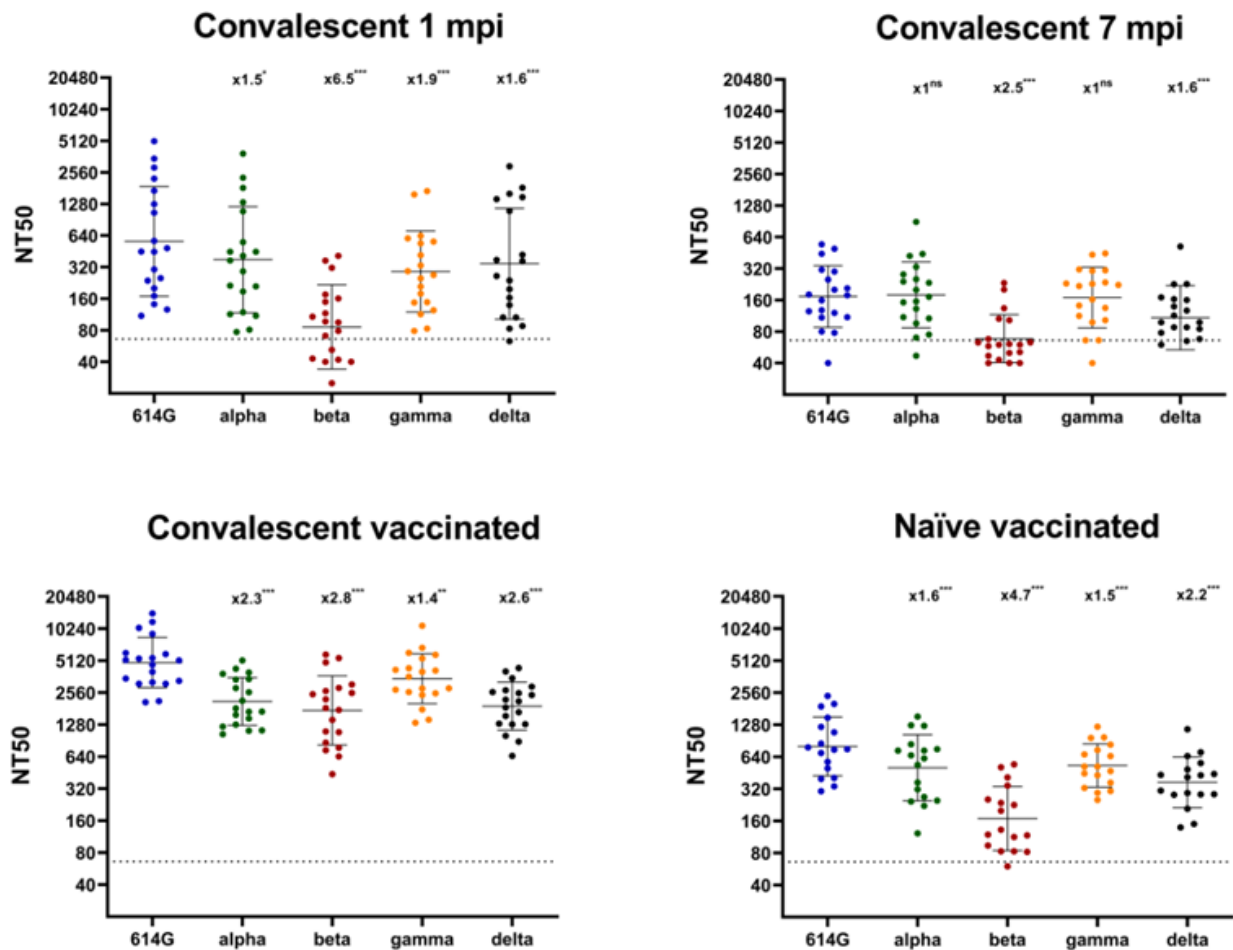 Convalescent 1 mpi
x1.5* x6.5*** x1.9*** x1.6***
20480
10240
5120
2560
1280
640
320
160
80
40
NT50
614G alpha beta gamma delta
Convalescent 7 mpi
x1ns x2.5*** x1ns x1.6***
20480
10240
5120
2560
1280
640
320
160
80
40
NT50
614G alpha beta gamma delta
Convalescent vaccinated
x2.3*** x2.8*** x1.4** x2.6***
20480
10240
5120
2560
1280
640
320
160
80
40
NT50
614G alpha beta gamma delta
Naïve vaccinated
x1.6*** x4.7*** x1.5*** x2.2***
20480
10240
5120
2560
1280
640
320
160
80
40
NT50
614G alpha beta gamma delta